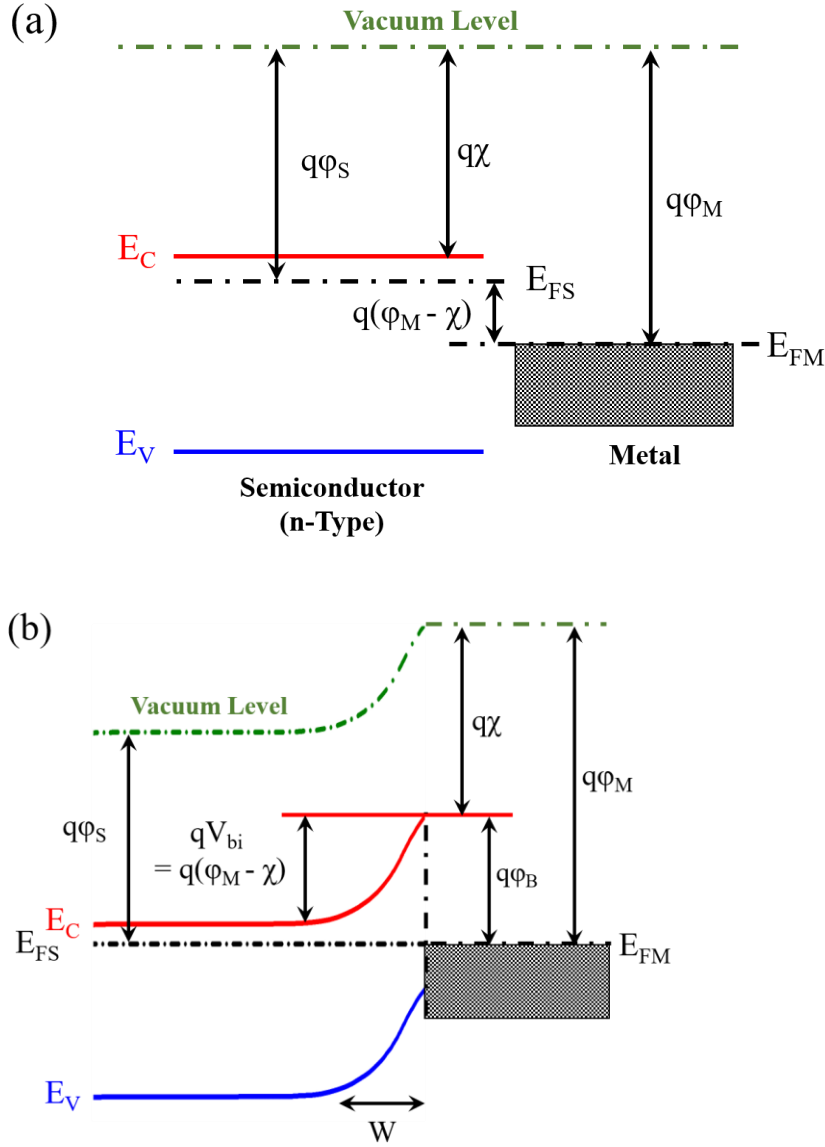 (a)
Vacuum Level
qφS
qχ
qφM
EC
EFS
q(φM - χ)
EFM
EV
Metal
Semiconductor
(n-Type)
(b)
Vacuum Level
qχ
qφM
qφS
qVbi
= q(φM - χ)
qφB
EC
EFS
EFM
EV
W